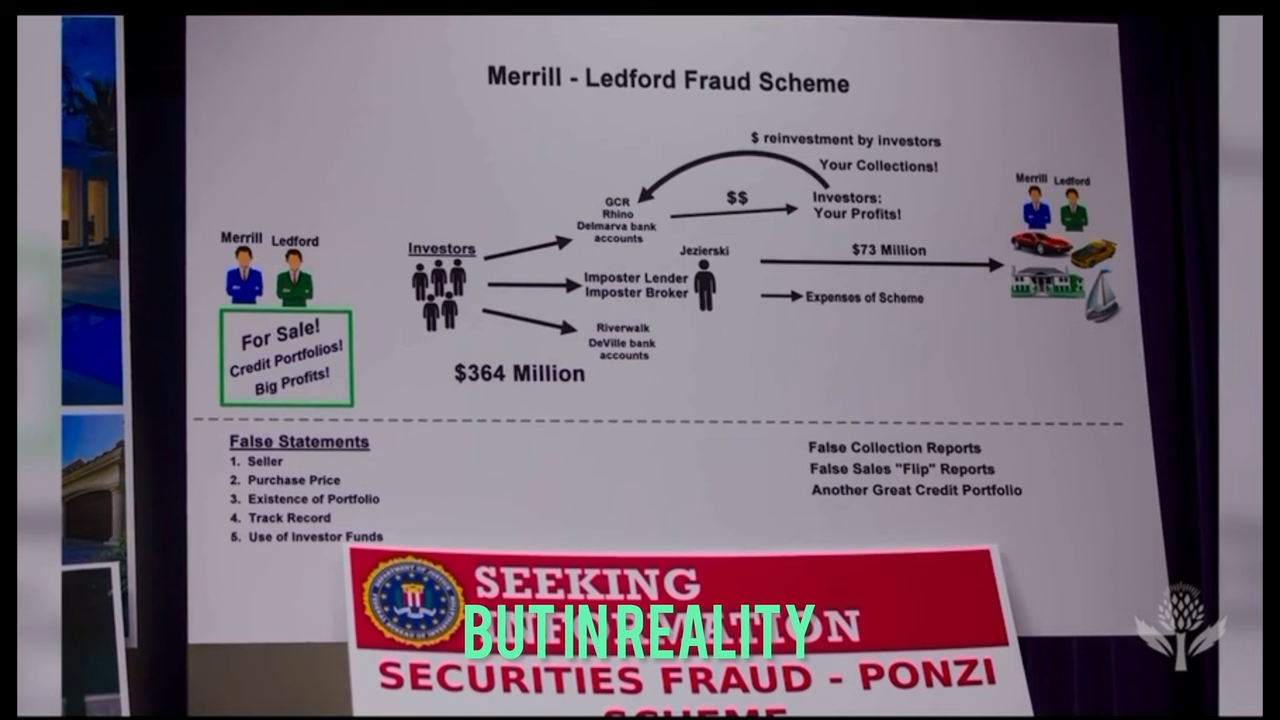 Merrill - Ledford Fraud Scheme
$ reinvestment by investors
Your Collections!
Merrill Ledford
GCR
Rhino
Delmarva bank
accounts
$$
Investors:
Your Profits!
Merrill Ledford
Investors
Jezierski
$73 Million
Imposter Lender
Imposter Broker
Expenses of Scheme
For Sale!
Credit Portfolios!
Big Profits!
Riverwalk
DeVille bank
accounts
$364 Million
False Statements
1. Seller
2. Purchase Price
3. Existence of Portfolio
4. Track Record
5. Use of Investor Funds
False Collection Reports
False Sales "Flip" Reports
Another Great Credit Portfolio
SEEKING
INFORMATION
BUT IN REALITY
SECURITIES FRAUD - PONZI
SCHEME